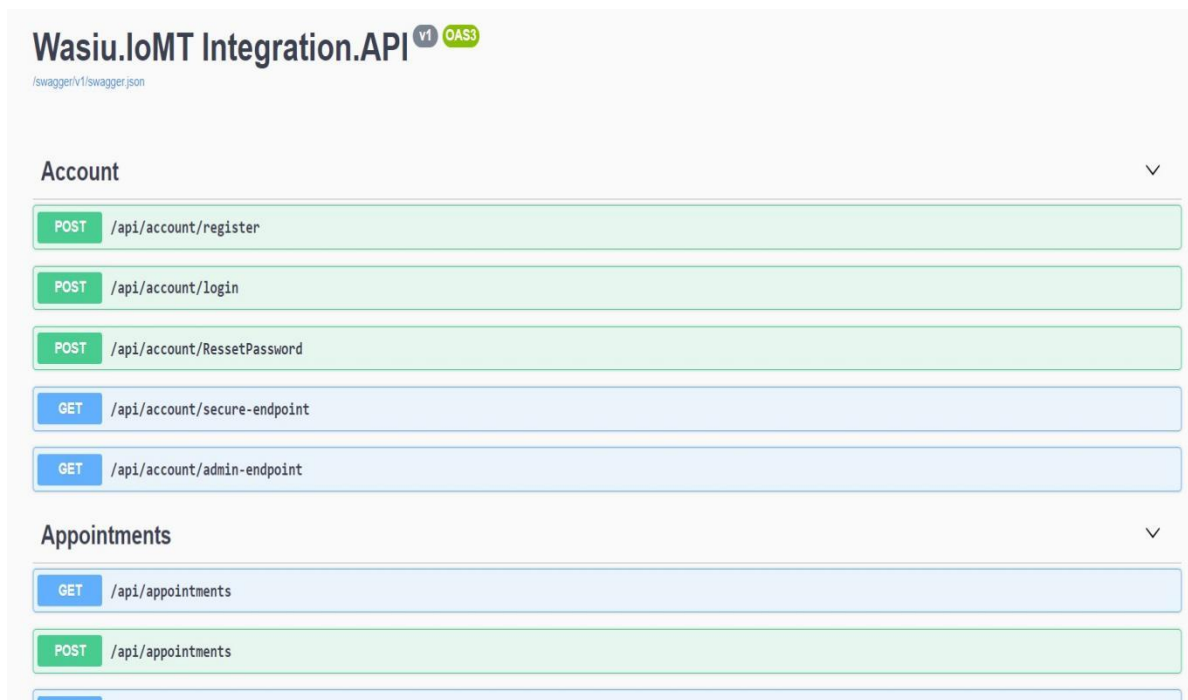 Wasiu.IoMT Integration.API v1 OAS3
/swagger/v1/swagger.json
Account
POST /api/account/register
POST /api/account/login
POST /api/account/RessetPassword
GET /api/account/secure-endpoint
GET /api/account/admin-endpoint
Appointments
GET /api/appointments
POST /api/appointments